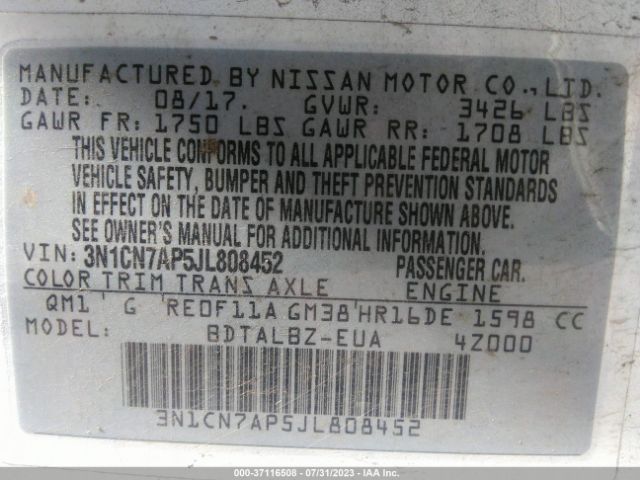 MANUFACTURED BY NISSAN MOTOR CO., LTD.
DATE: 08/17. GVWR: 3426 LBS
GAWR FR: 1750 LBS GAWR RR: 1708 LBS
THIS VEHICLE CONFORMS TO ALL APPLICABLE FEDERAL MOTOR
VEHICLE SAFETY, BUMPER AND THEFT PREVENTION STANDARDS
IN EFFECT ON THE DATE OF MANUFACTURE SHOWN ABOVE.
SEE OWNER'S MANUAL FOR ADDITIONAL INFORMATION.
VIN: 3N1CN7AP5JL808452 PASSENGER CAR.
COLOR TRIM TRANS AXLE ENGINE
QM1 G RE0F11A GM38 HR16DE 1598 CC
MODEL: BDTALBZ-EUA 4Z000
3N1CN7AP5JL808452
000-37116508 - 07/31/2023 - IAAI.COM